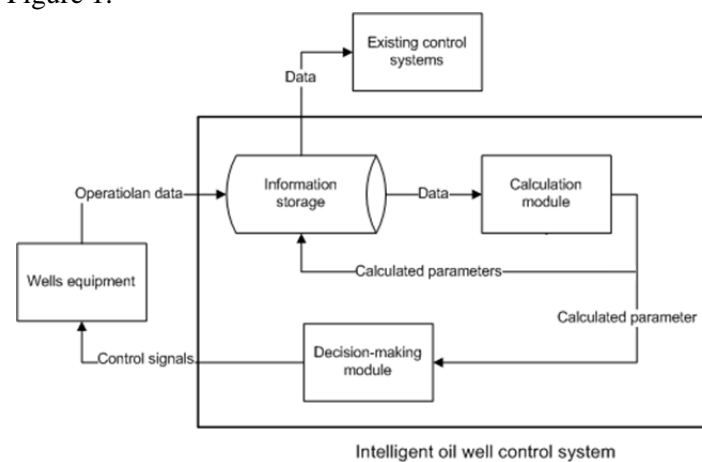 Figure 1.
Existing control
systems
Data
Information
storage
Data
Calculation
module
Operatiolan data
Wells equipment
Calculated parameters
Calculated parameter
Decision-making
module
Control signals
Intelligent oil well control system